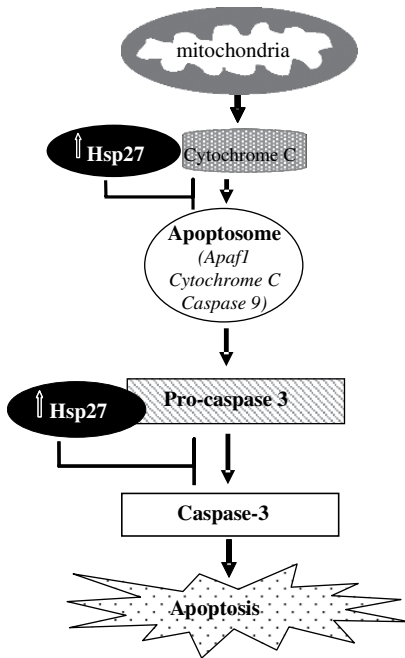 mitochondria
Hsp27
Cytochrome C
Apoptosome
(Apaf1
Cytochrome C
Caspase 9)
Pro-caspase 3
Hsp27
Caspase-3
Apoptosis